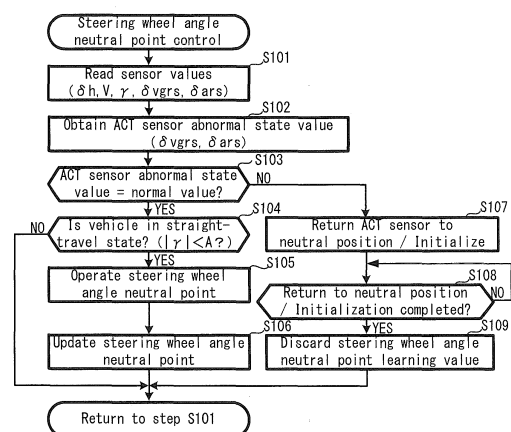 Steering wheel angle
neutral point control
S101
Read sensor values
(δh, V, γ, δvgrs, δars)
S102
Obtain ACT sensor abnormal state value
(δvgrs, δars)
S103
ACT sensor abnormal state
value = normal value?
NO
YES
S104
NO
Is vehicle in straight-
travel state? (|γ|<A?)
S107
Return ACT sensor to
neutral position / Initialize
YES
S105
Operate steering wheel
angle neutral point
S108
Return to neutral position
/ Initialization completed?
NO
YES
S106
Update steering wheel angle
neutral point
S109
Discard steering wheel angle
neutral point learning value
Return to step S101